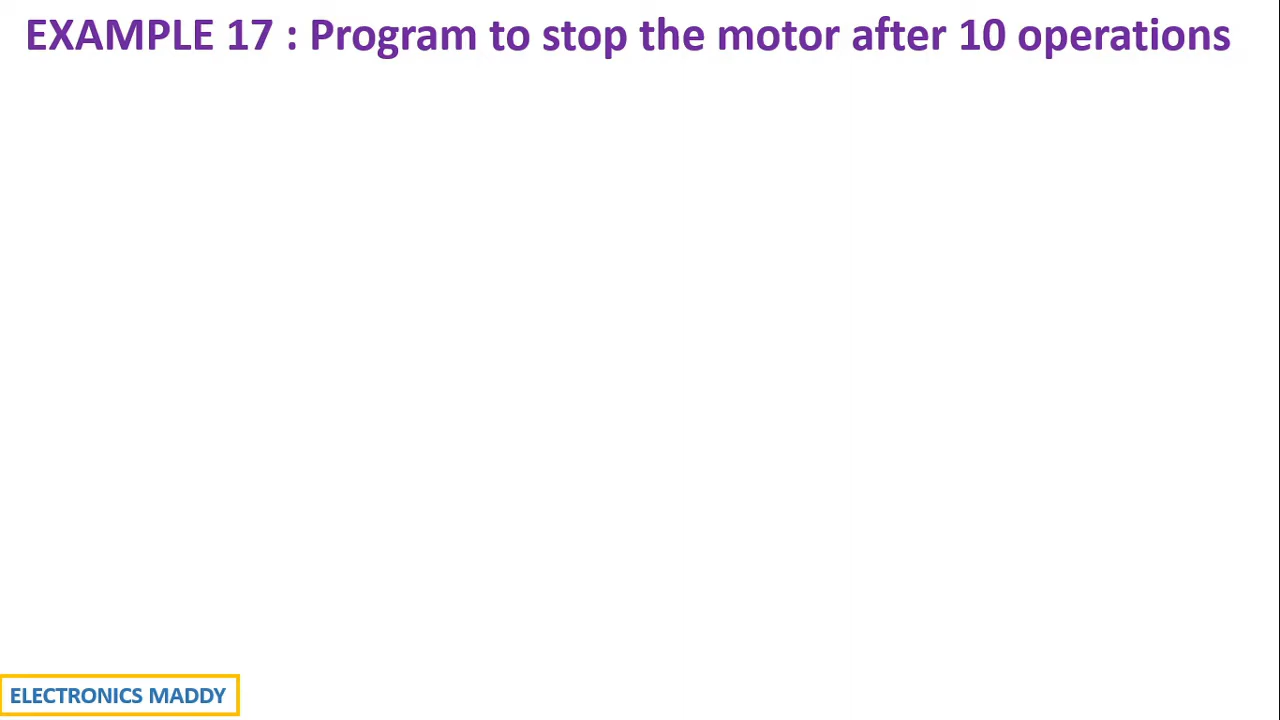 EXAMPLE 17 : Program to stop the motor after 10 operations
ELECTRONICS MADDY